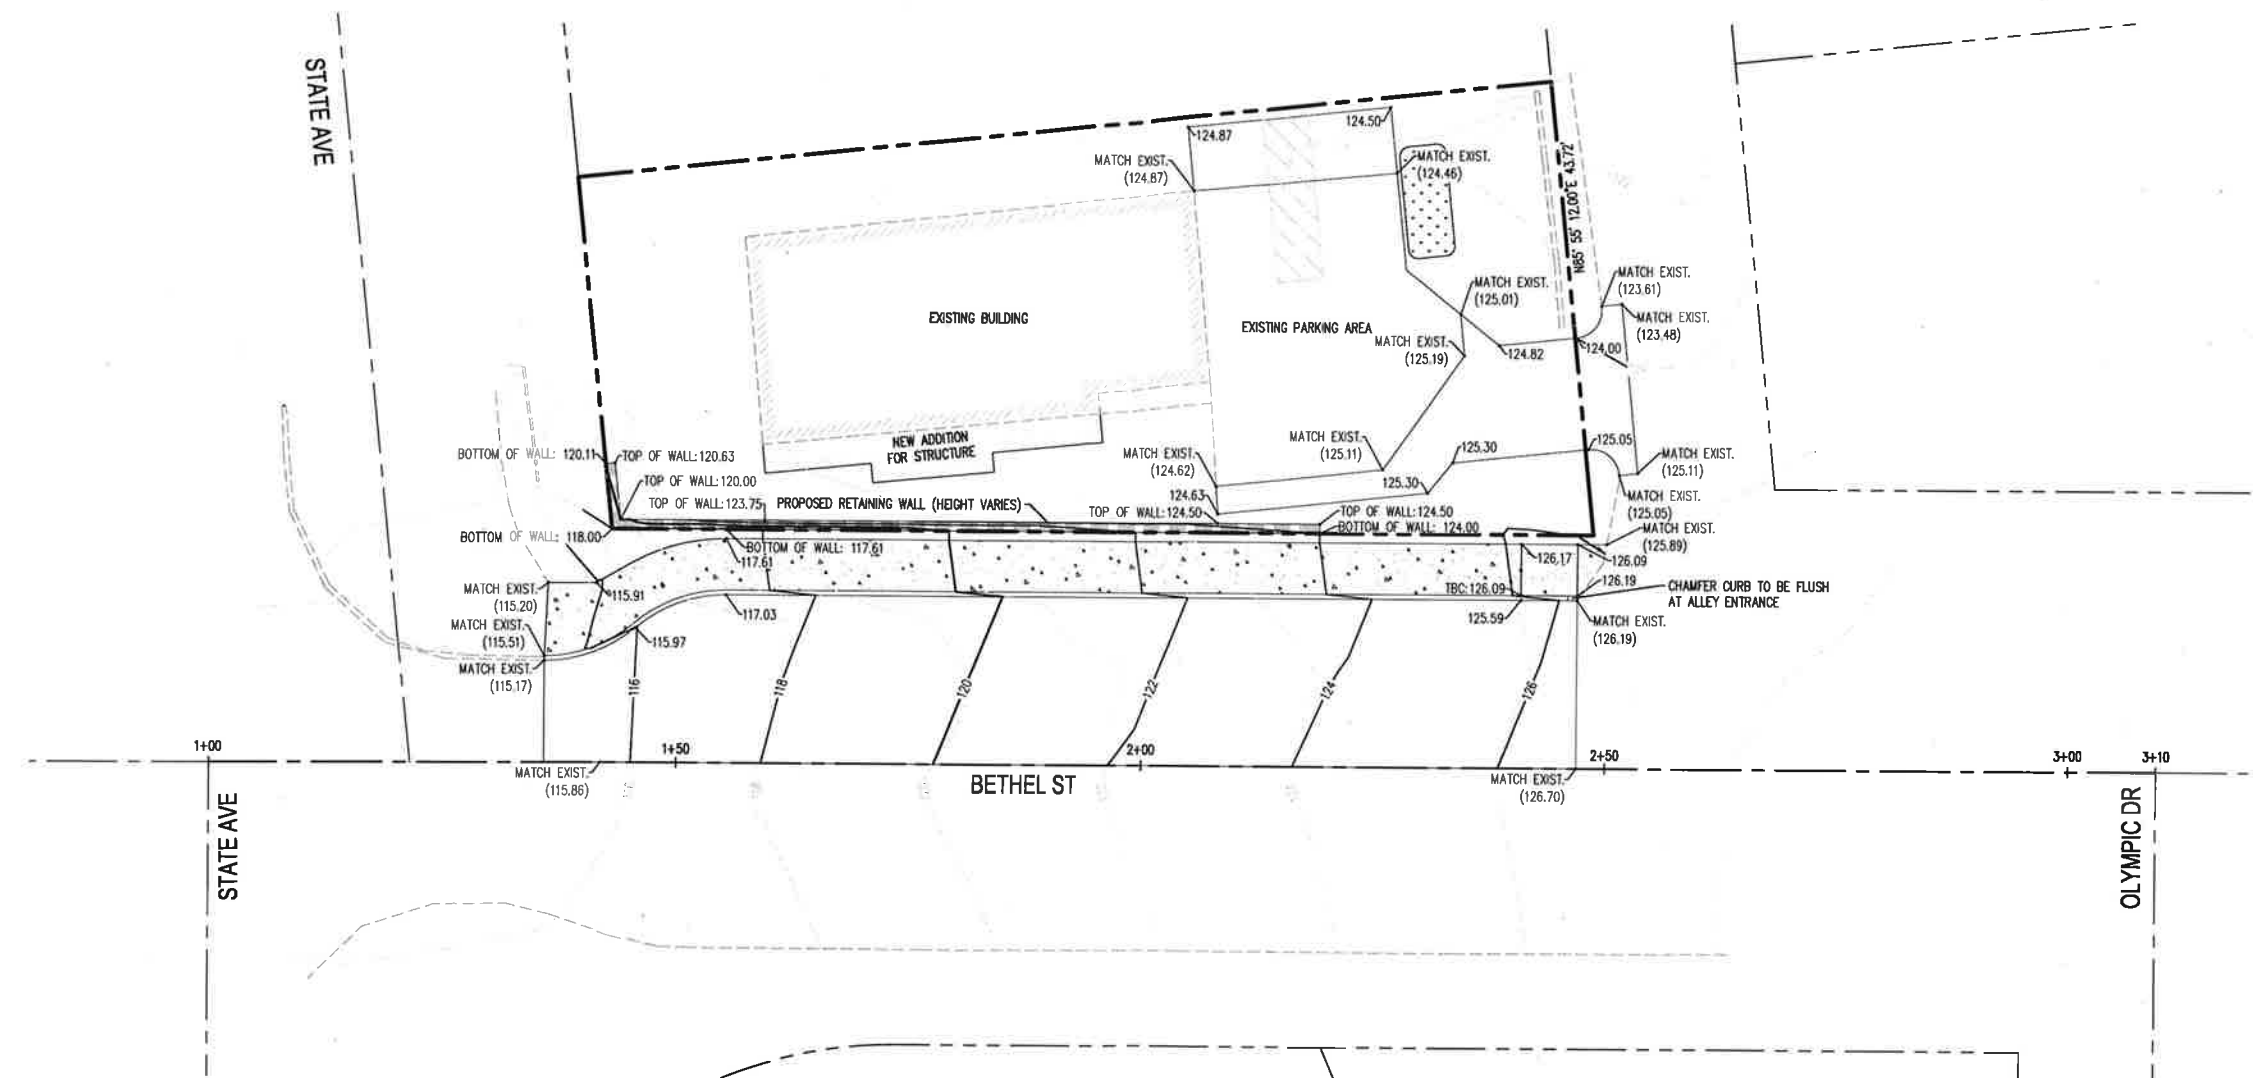 STATE AVE
124.87
124.50
MATCH EXIST.
(124.87)
MATCH EXIST.
(124.46)
N85° 55' 12.00"E 43.72'
MATCH EXIST.
(123.61)
MATCH EXIST.
(125.01)
MATCH EXIST.
(123.48)
EXISTING BUILDING
EXISTING PARKING AREA
MATCH EXIST.
(125.19)
124.82
124.00
NEW ADDITION
FOR STRUCTURE
MATCH EXIST.
(125.11)
125.30
125.05
BOTTOM OF WALL: 120.11
TOP OF WALL: 120.63
MATCH EXIST.
(124.62)
MATCH EXIST.
(125.11)
TOP OF WALL: 120.00
125.30
124.63
MATCH EXIST.
(125.05)
TOP OF WALL: 123.75
PROPOSED RETAINING WALL (HEIGHT VARIES)
TOP OF WALL: 124.50
TOP OF WALL: 124.50
BOTTOM OF WALL: 124.00
MATCH EXIST.
(125.89)
BOTTOM OF WALL: 118.00
BOTTOM OF WALL: 117.61
117.61
126.17
126.09
MATCH EXIST.
(115.20)
115.91
TBC: 126.09
126.19
CHAMFER CURB TO BE FLUSH
AT ALLEY ENTRANCE
117.03
125.59
MATCH EXIST.
(126.19)
MATCH EXIST.
(115.51)
115.97
MATCH EXIST.
(115.17)
116
118
120
122
124
126
1+00
1+50
2+00
2+50
3+00
3+10
MATCH EXIST.
(115.86)
BETHEL ST
MATCH EXIST.
(126.70)
STATE AVE
OLYMPIC DR